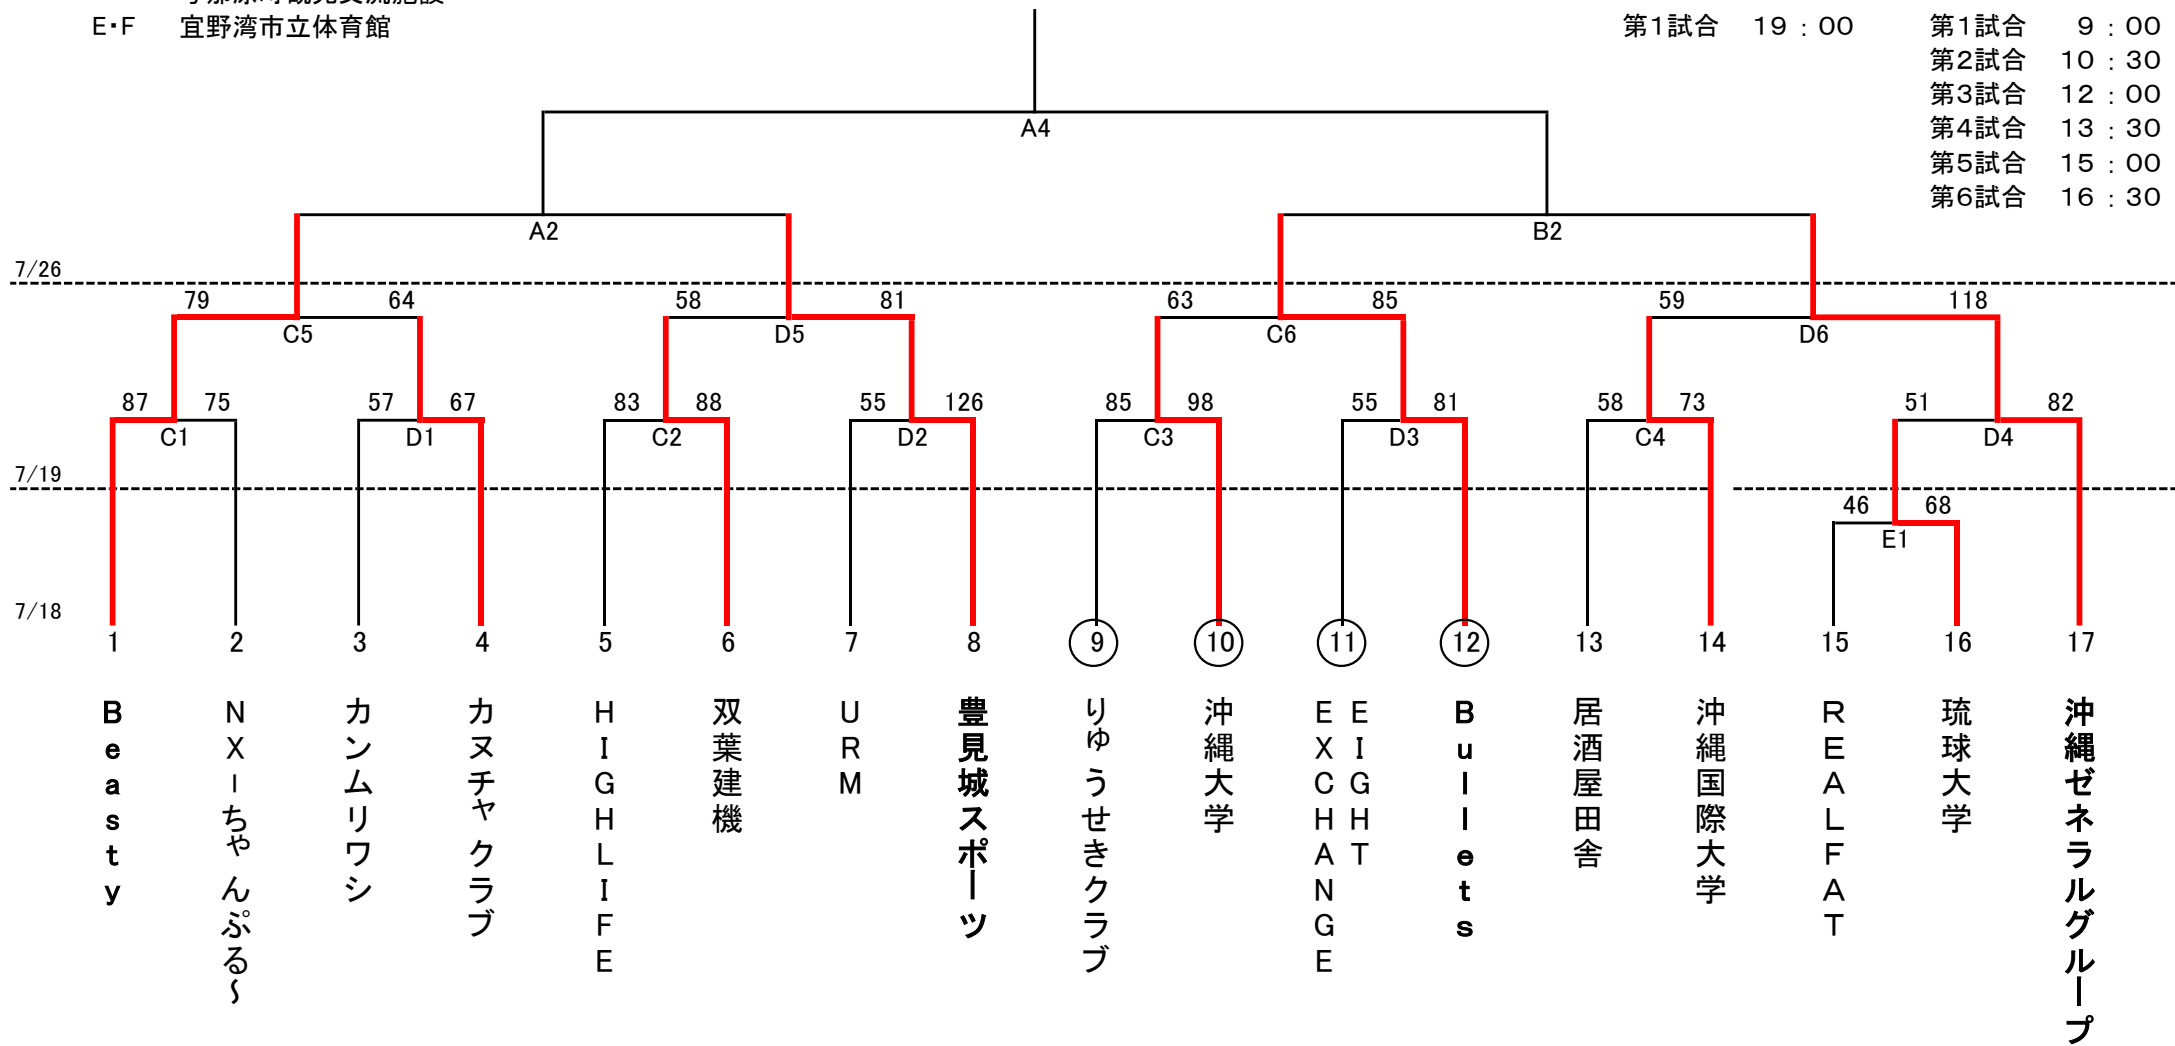 E・F 宜野湾市立体育館
第1試合 19：00
第1試合 9：00
第2試合 10：30
第3試合 12：00
第4試合 13：30
第5試合 15：00
第6試合 16：30
A4
A2 B2
7/26
79 64 58 81 63 85 59 118
C5 D5 C6 D6
87 75 57 67 83 88 55 126 85 98 55 81 58 73 51 82
C1 D1 C2 D2 C3 D3 C4 D4
7/19
46 68
E1
7/18
1 2 3 4 5 6 7 8 9 10 11 12 13 14 15 16 17
Beasty
NX－ちゃんぷる～
カンムリワシ
カヌチャクラブ
HIGHLIFE
双葉建機
URM
豊見城スポーツ
りゅうせきクラブ
沖縄大学
EIGHT
EXCHANGE
Bullets
居酒屋田舎
沖縄国際大学
REALFAT
琉球大学
沖縄ゼネラルグループ